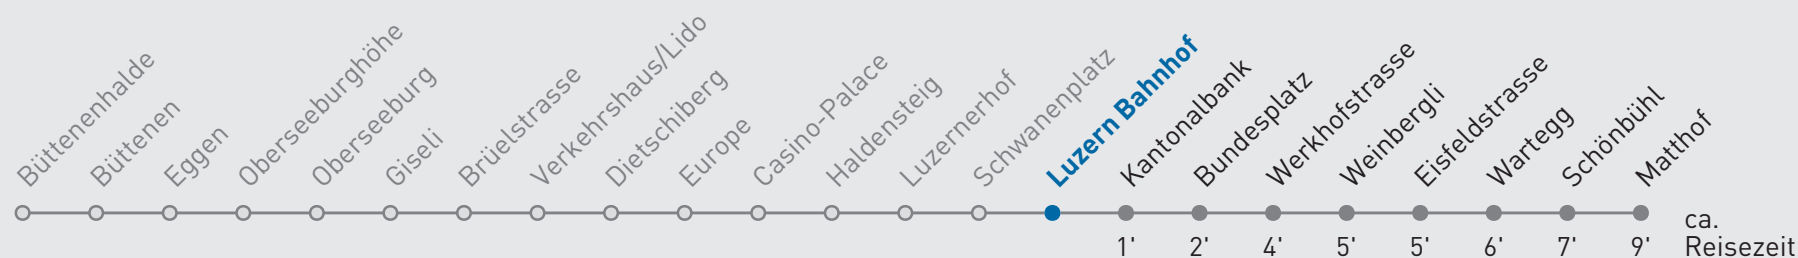 Büttenenhalde
Büttenen
Eggen
Oberseeburghöhe
Oberseeburg
Giseli
Brüelstrasse
Verkehrshaus/Lido
Dietschiberg
Europe
Casino-Palace
Haldensteig
Luzernerhof
Schwanenplatz
Luzern Bahnhof
Kantonalbank
Bundesplatz
Werkhofstrasse
Weinbergli
Eisfeldstrasse
Wartegg
Schönbühl
Matthof
ca.
1' 2' 4' 5' 5' 6' 7' 9' Reisezeit